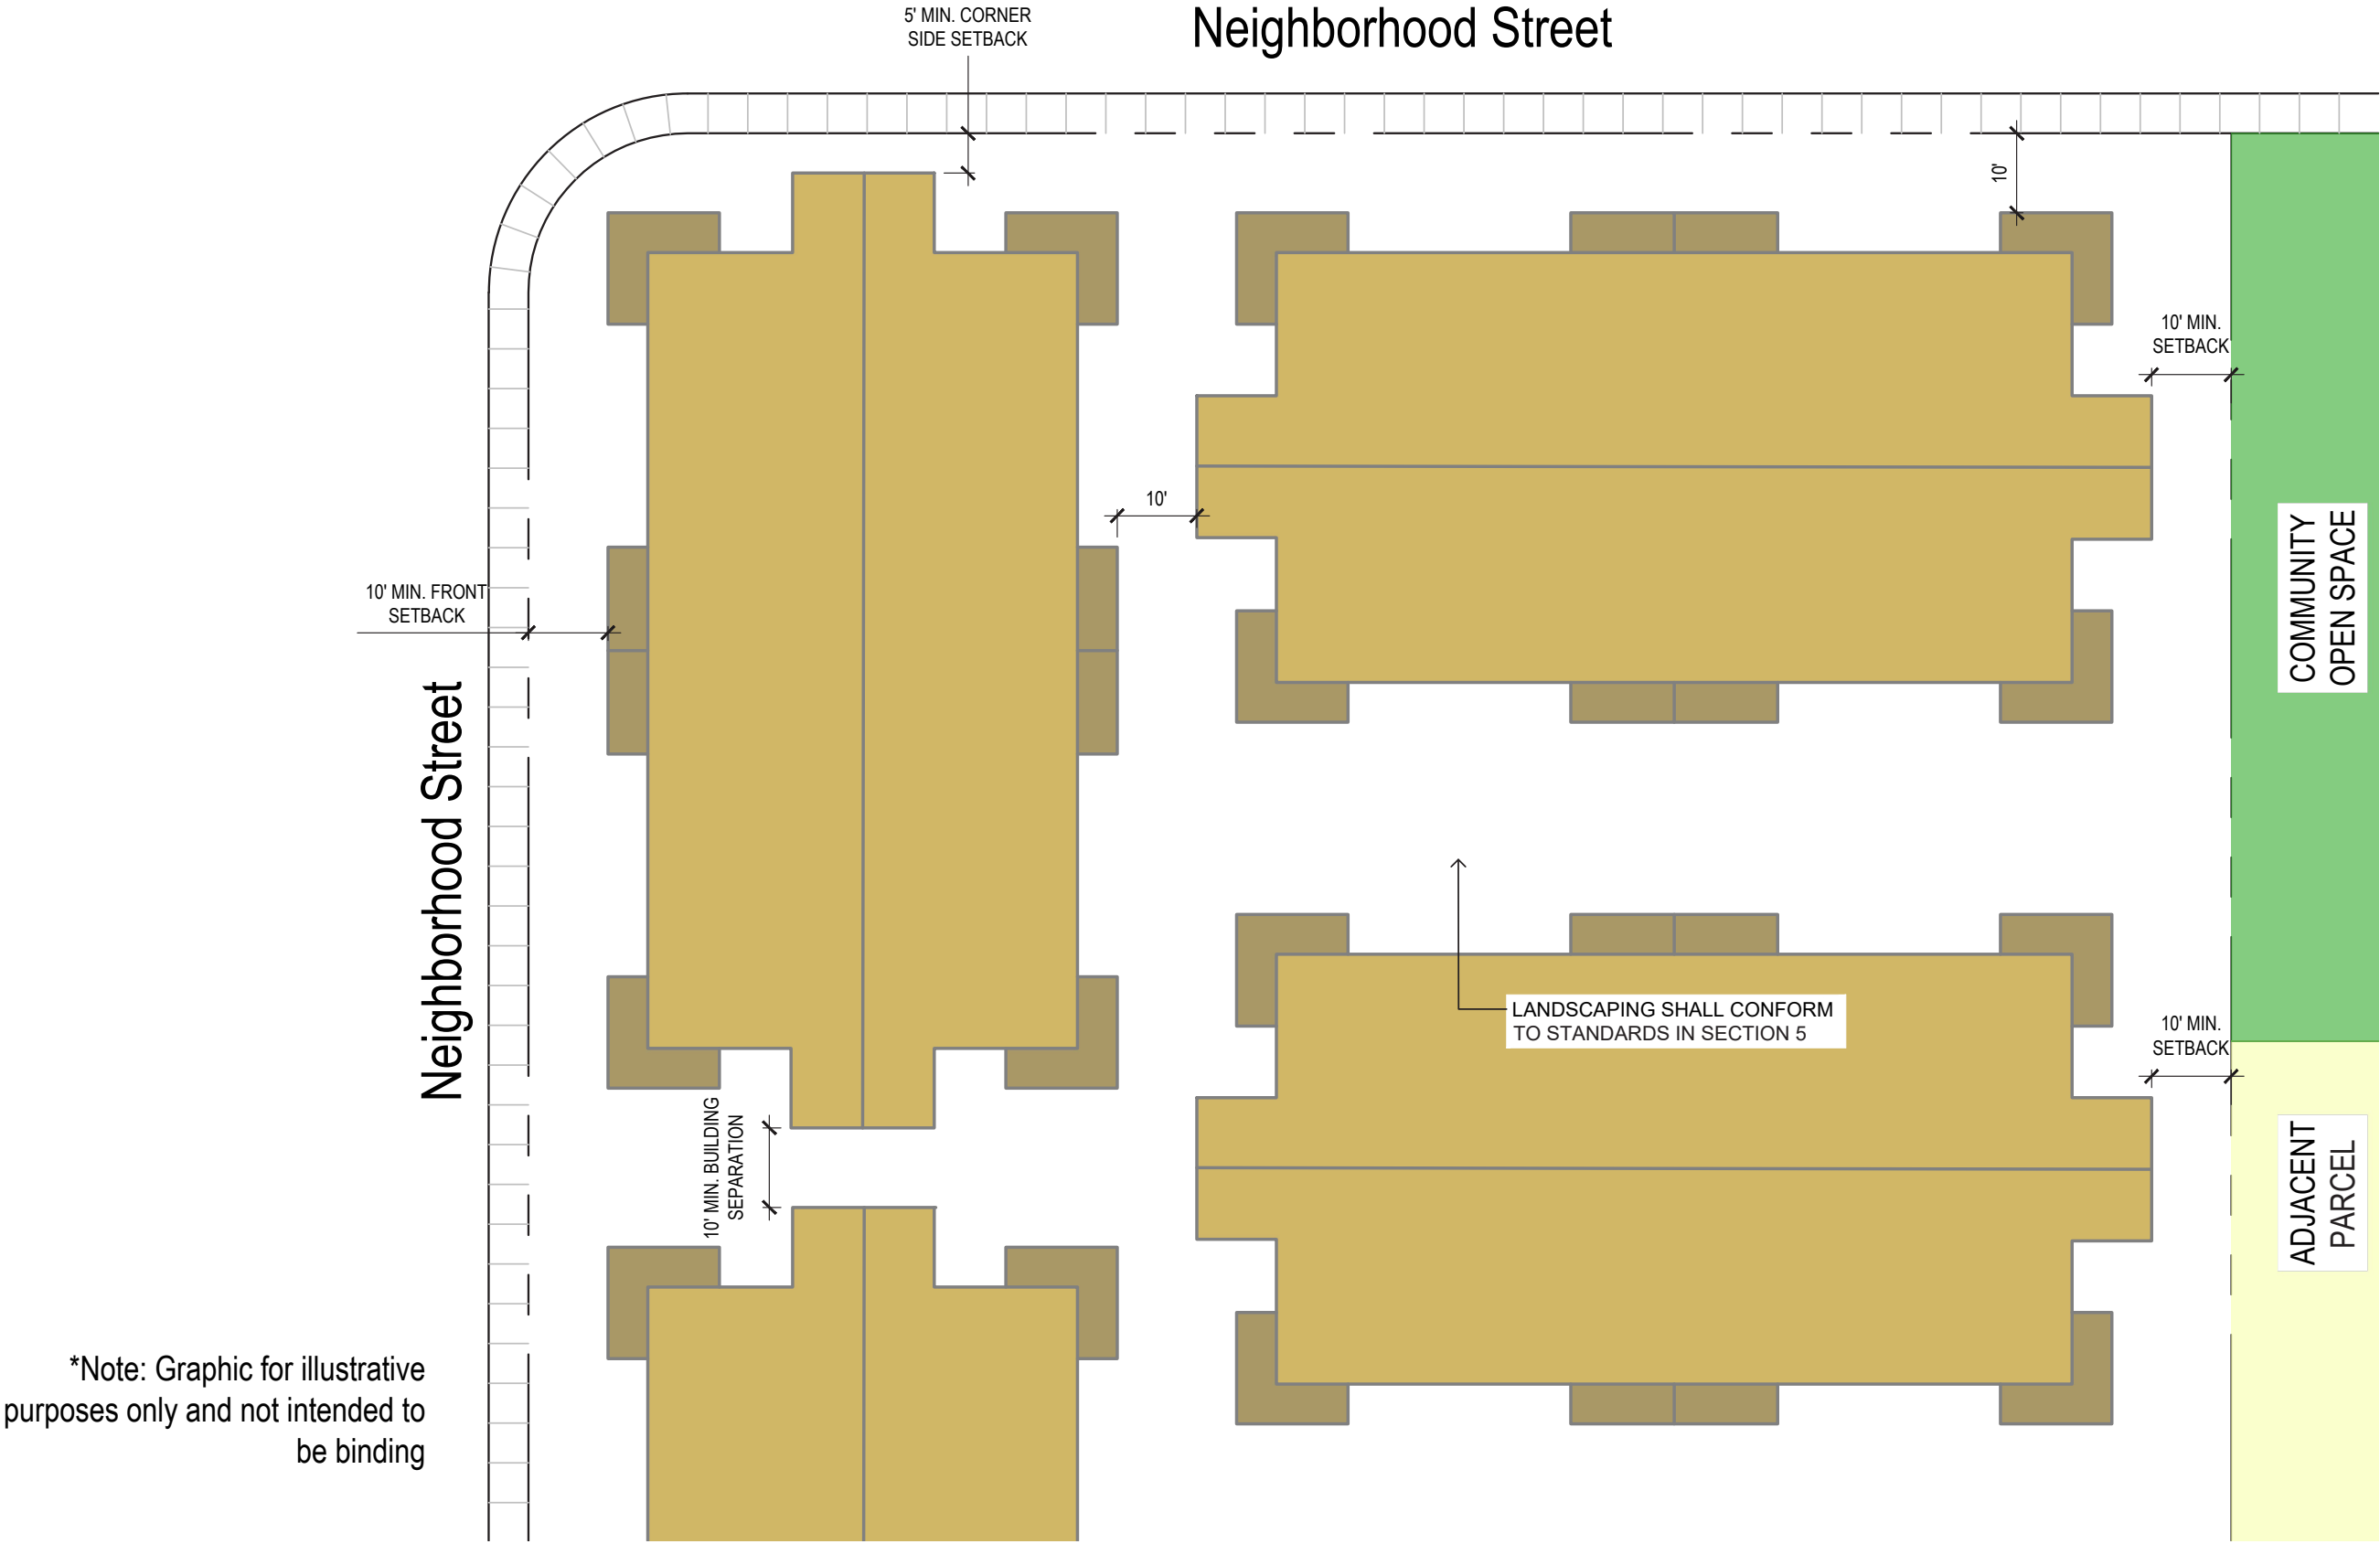 5' MIN. CORNER
SIDE SETBACK
Neighborhood Street
10'
10' MIN.
SETBACK
10'
COMMUNITY
OPEN SPACE
10' MIN. FRONT
SETBACK
Neighborhood Street
LANDSCAPING SHALL CONFORM
TO STANDARDS IN SECTION 5
10' MIN.
SETBACK
10' MIN. BUILDING
SEPARATION
ADJACENT
PARCEL
*Note: Graphic for illustrative
purposes only and not intended to
be binding